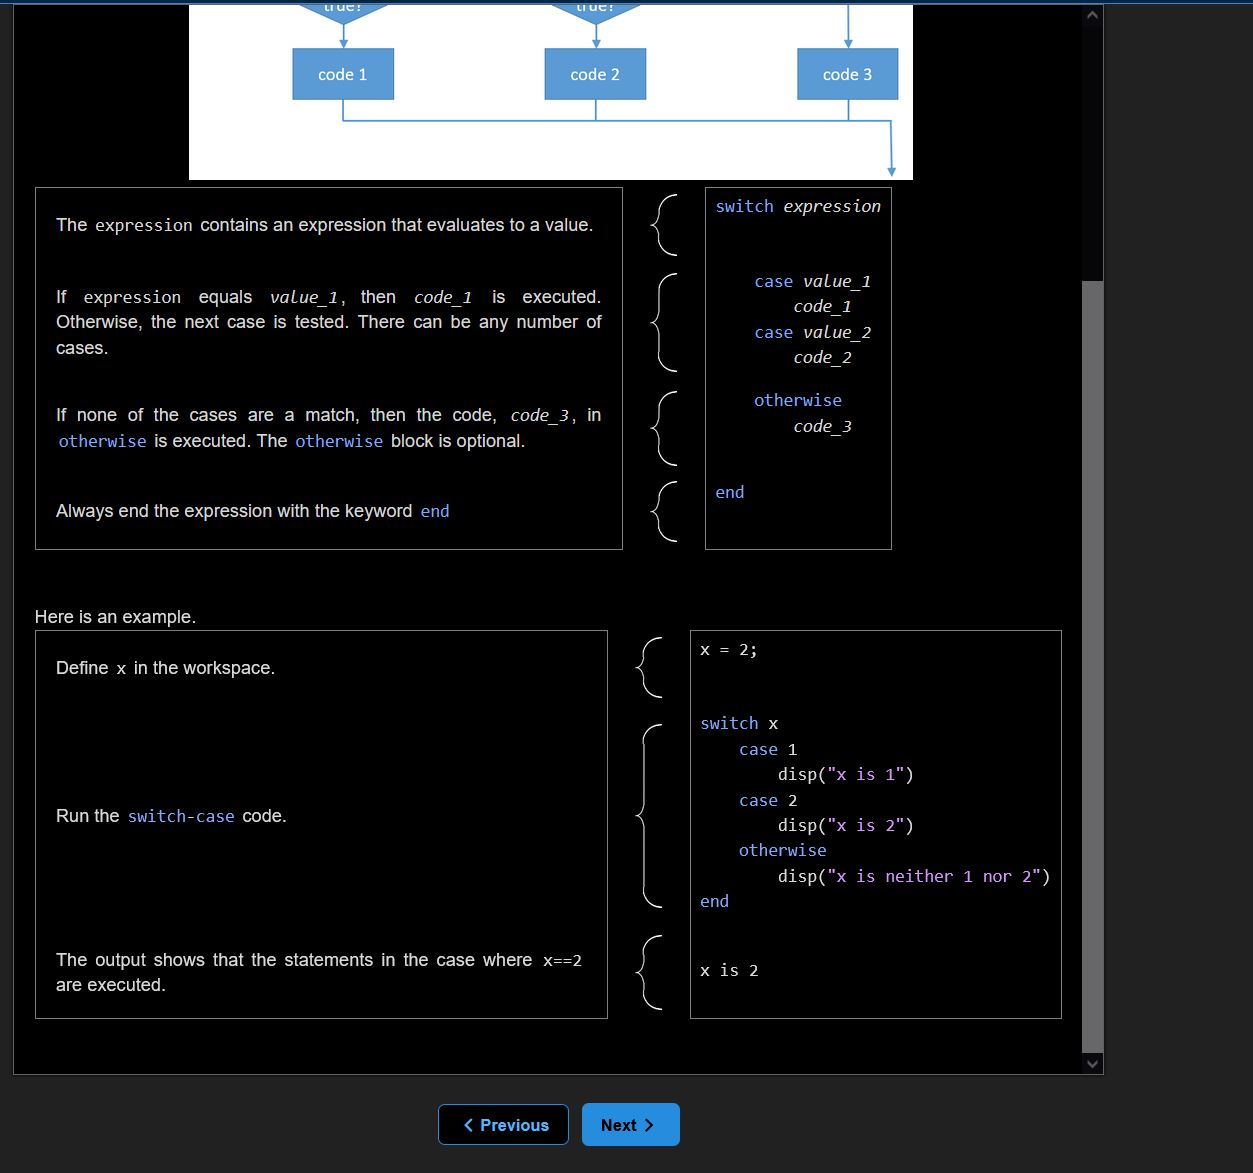 true?
true?
code 1
code 2
code 3
The expression contains an expression that evaluates to a value.
If expression equals value_1, then code_1 is executed.
Otherwise, the next case is tested. There can be any number of
cases.
If none of the cases are a match, then the code, code_3, in
otherwise is executed. The otherwise block is optional.
Always end the expression with the keyword end
switch expression
case value_1
code_1
case value_2
code_2
otherwise
code_3
end
Here is an example.
Define x in the workspace.
Run the switch-case code.
The output shows that the statements in the case where x==2
are executed.
x = 2;
switch x
case 1
disp("x is 1")
case 2
disp("x is 2")
otherwise
disp("x is neither 1 nor 2")
end
x is 2
Previous
Next